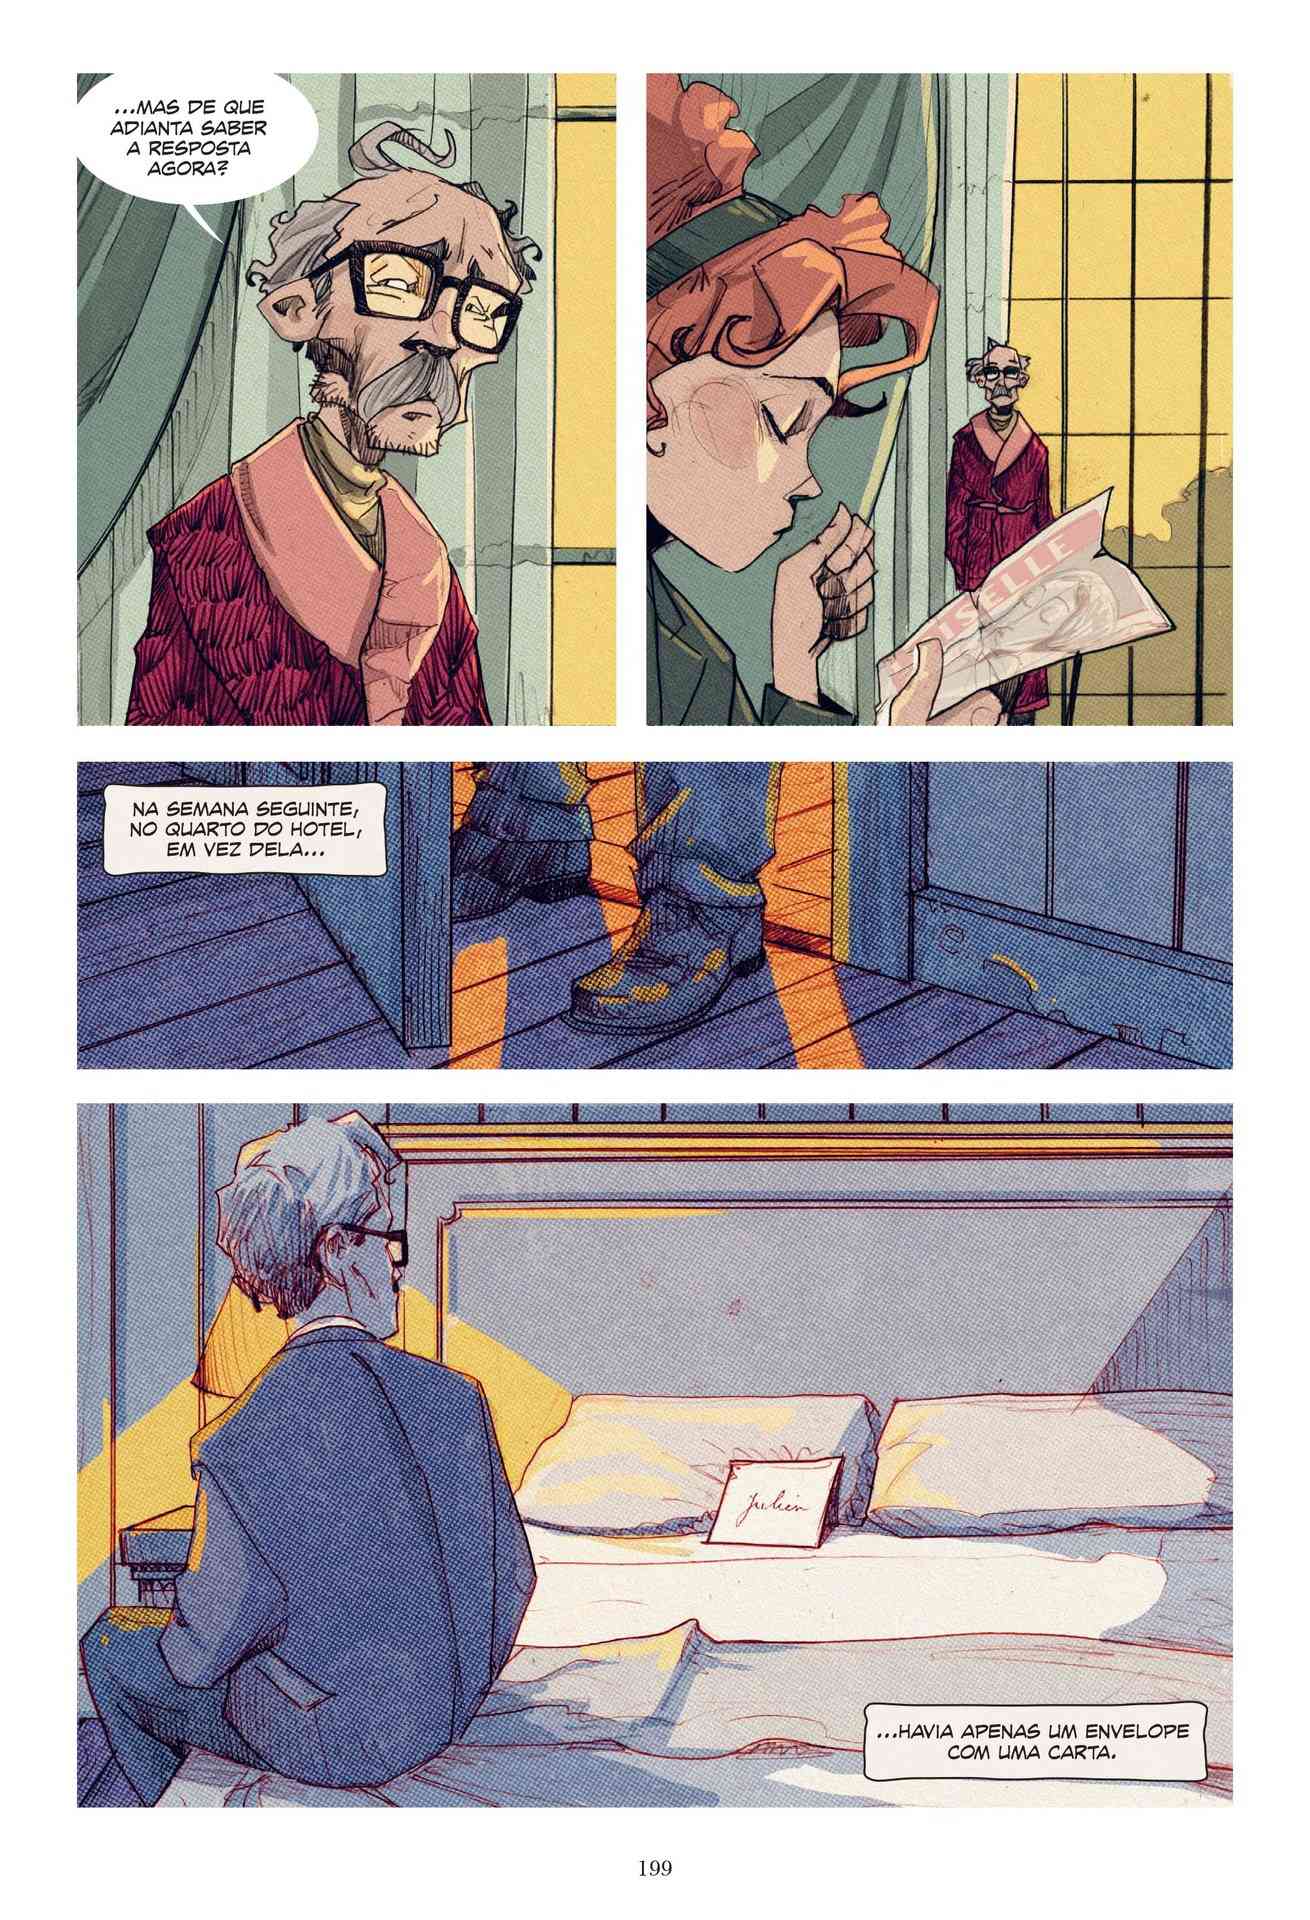 ...MAS DE QUE
ADIANTA SABER
A RESPOSTA
AGORA?
ISELLE
NA SEMANA SEGUINTE,
NO QUARTO DO HOTEL,
EM VEZ DELA...
Julien
...HAVIA APENAS UM ENVELOPE
COM UMA CARTA.
199